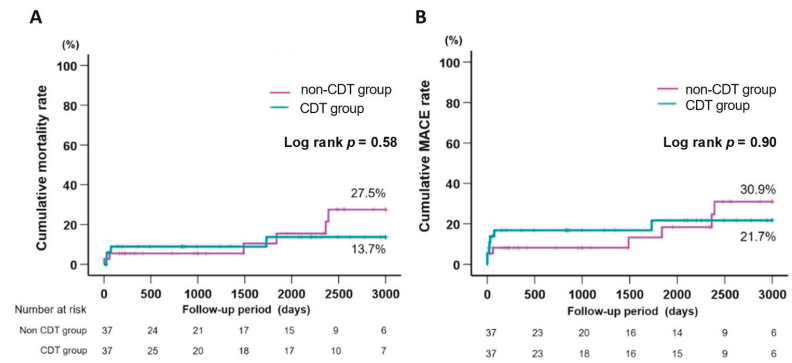 A
(%)
100
80
60
40
20
0
Cumulative mortality rate
non-CDT group
CDT group
Log rank p = 0.58
27.5%
13.7%
0 500 1000 1500 2000 2500 3000
Follow-up period (days)
Number at risk
Non CDT group 37 24 21 17 15 9 6
CDT group 37 25 20 18 17 10 7
B
(%)
100
80
60
40
20
0
Cumulative MACE rate
non-CDT group
CDT group
Log rank p = 0.90
30.9%
21.7%
0 500 1000 1500 2000 2500 3000
Follow-up period (days)
37 23 20 16 14 9 6
37 23 18 16 15 9 6